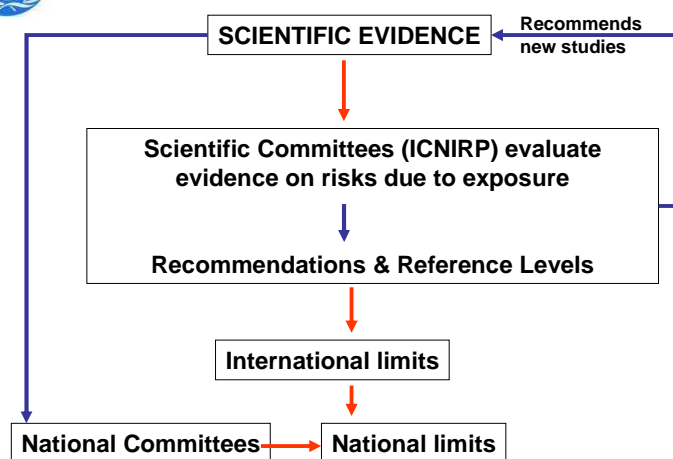 SCIENTIFIC EVIDENCE
Recommends
new studies
Scientific Committees (ICNIRP) evaluate
evidence on risks due to exposure
Recommendations & Reference Levels
International limits
National Committees
National limits